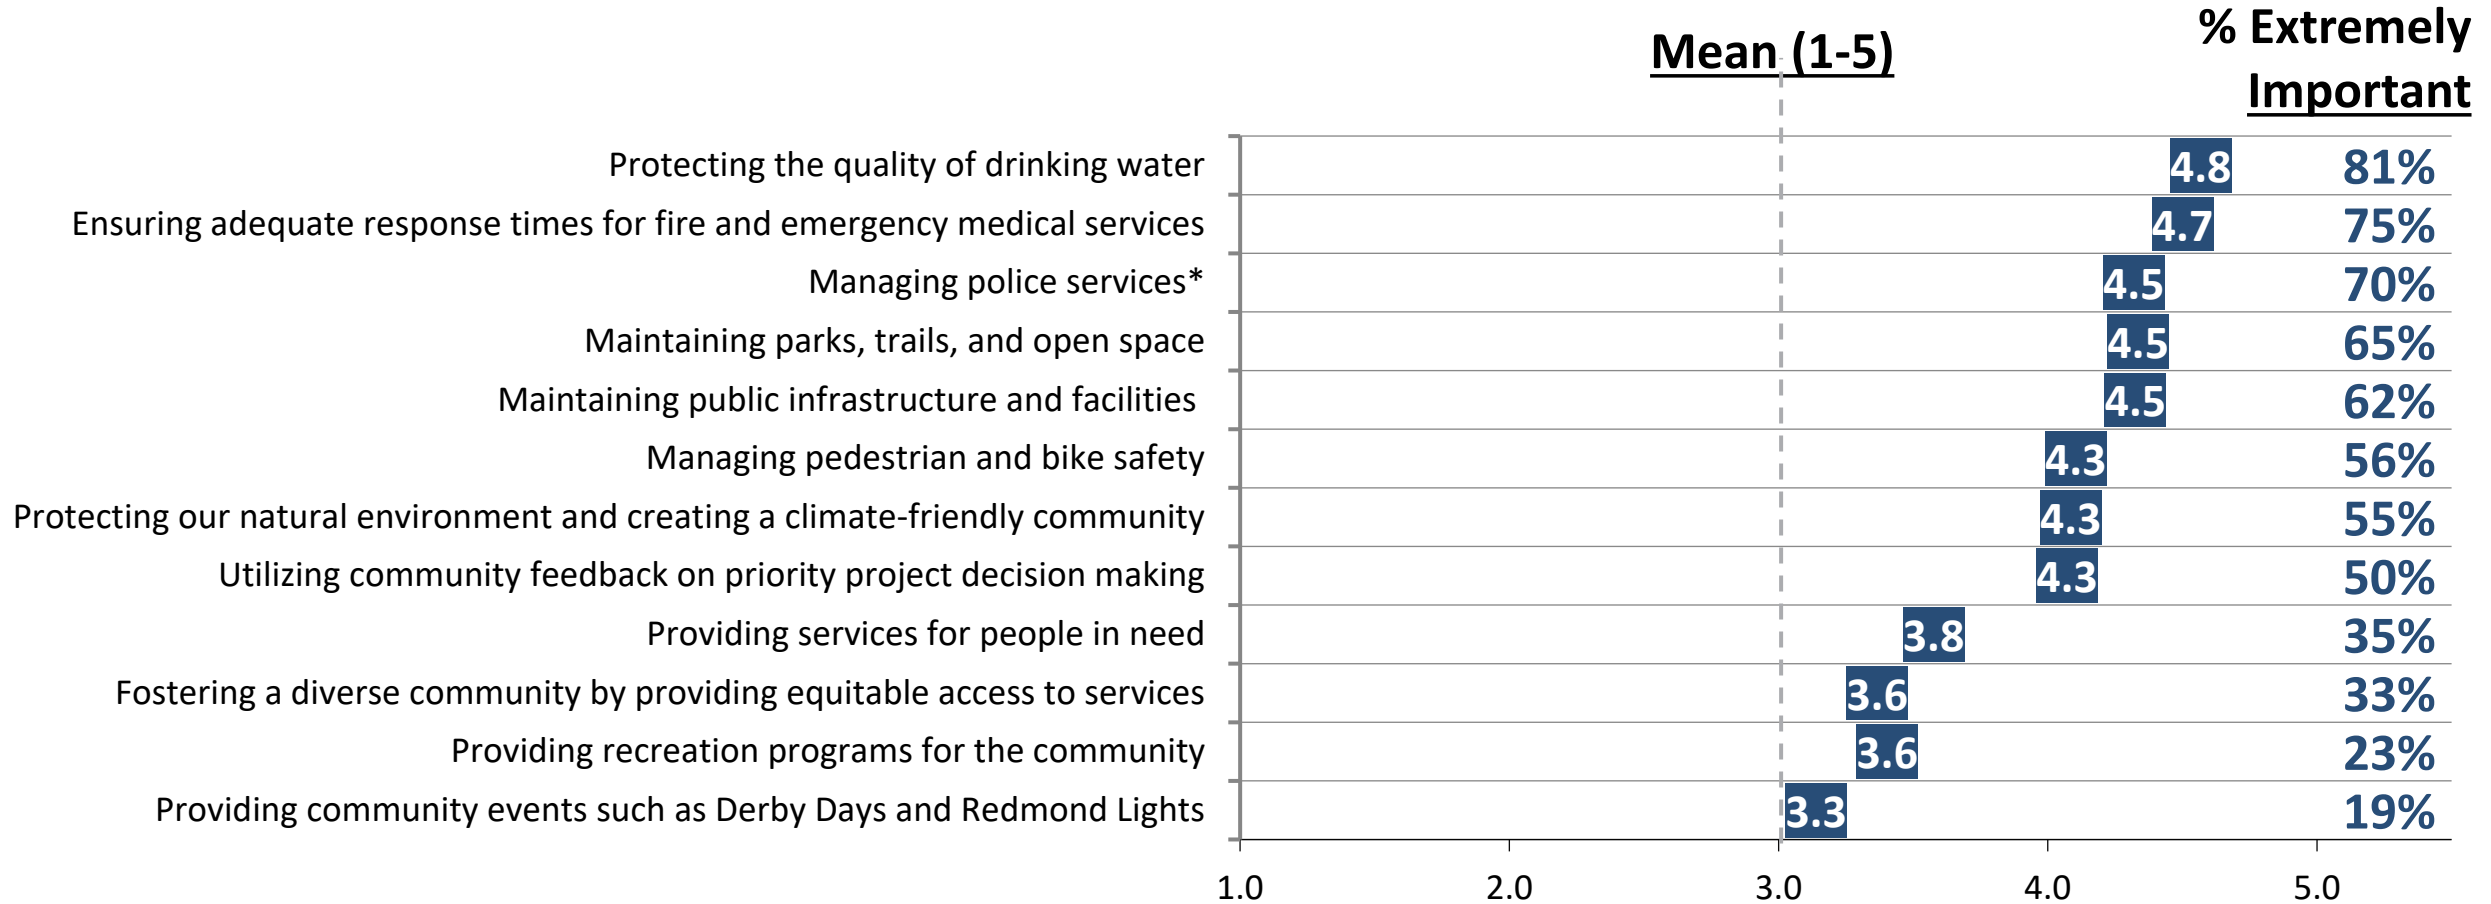 Mean (1-5)
% Extremely
Important
Protecting the quality of drinking water 4.8 81%
Ensuring adequate response times for fire and emergency medical services 4.7 75%
Managing police services* 4.5 70%
Maintaining parks, trails, and open space 4.5 65%
Maintaining public infrastructure and facilities 4.5 62%
Managing pedestrian and bike safety 4.3 56%
Protecting our natural environment and creating a climate-friendly community 4.3 55%
Utilizing community feedback on priority project decision making 4.3 50%
Providing services for people in need 3.8 35%
Fostering a diverse community by providing equitable access to services 3.6 33%
Providing recreation programs for the community 3.6 23%
Providing community events such as Derby Days and Redmond Lights 3.3 19%
1.0 2.0 3.0 4.0 5.0